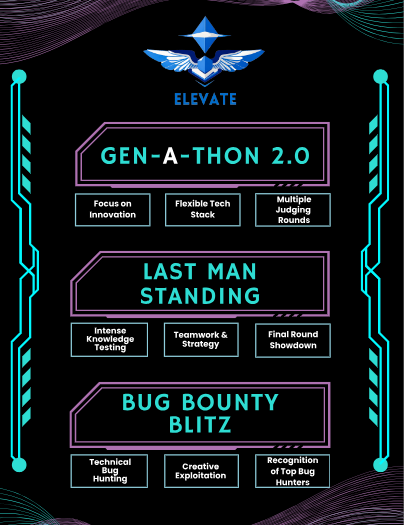 ELEVATE
GEN-A-THON 2.0
Focus on
Innovation
Flexible Tech
Stack
Multiple
Judging
Rounds
LAST MAN
STANDING
Intense
Knowledge
Testing
Teamwork &
Strategy
Final Round
Showdown
BUG BOUNTY
BLITZ
Technical
Bug
Hunting
Creative
Exploitation
Recognition
of Top Bug
Hunters